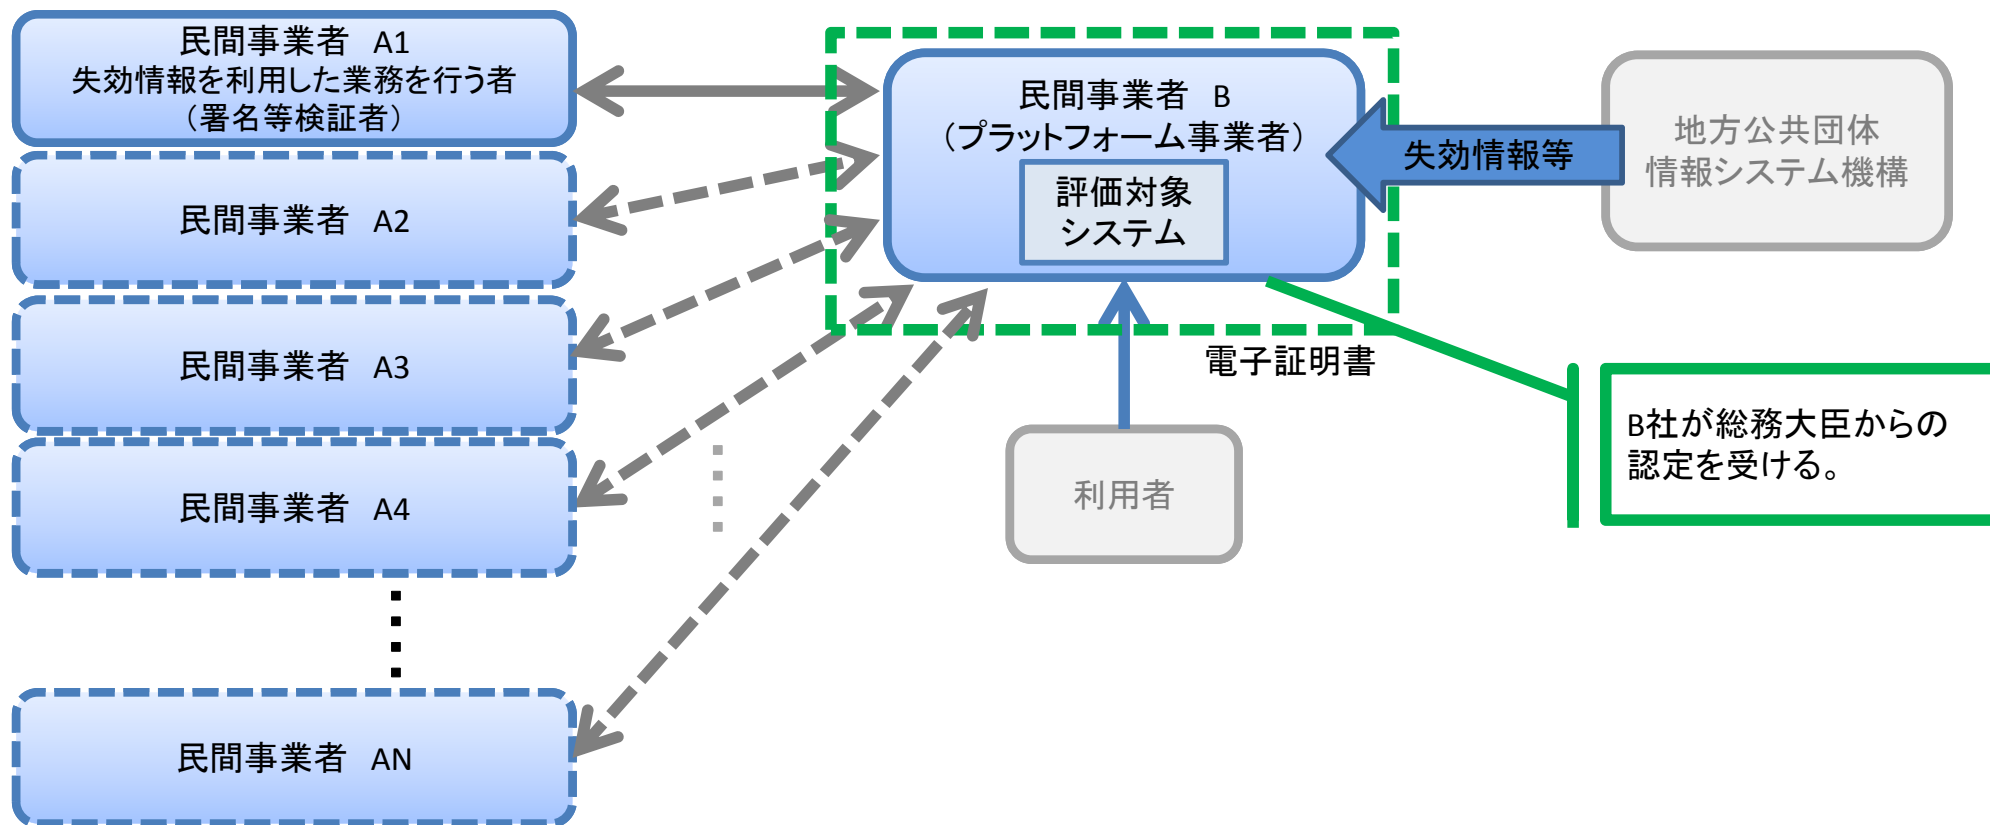 民間事業者 A1
失効情報を利用した業務を行う者
（署名等検証者）
民間事業者 A2
民間事業者 A3
民間事業者 A4
民間事業者 AN
民間事業者 B
（プラットフォーム事業者）
評価対象
システム
失効情報等
地方公共団体
情報システム機構
電子証明書
利用者
B社が総務大臣からの
認定を受ける。